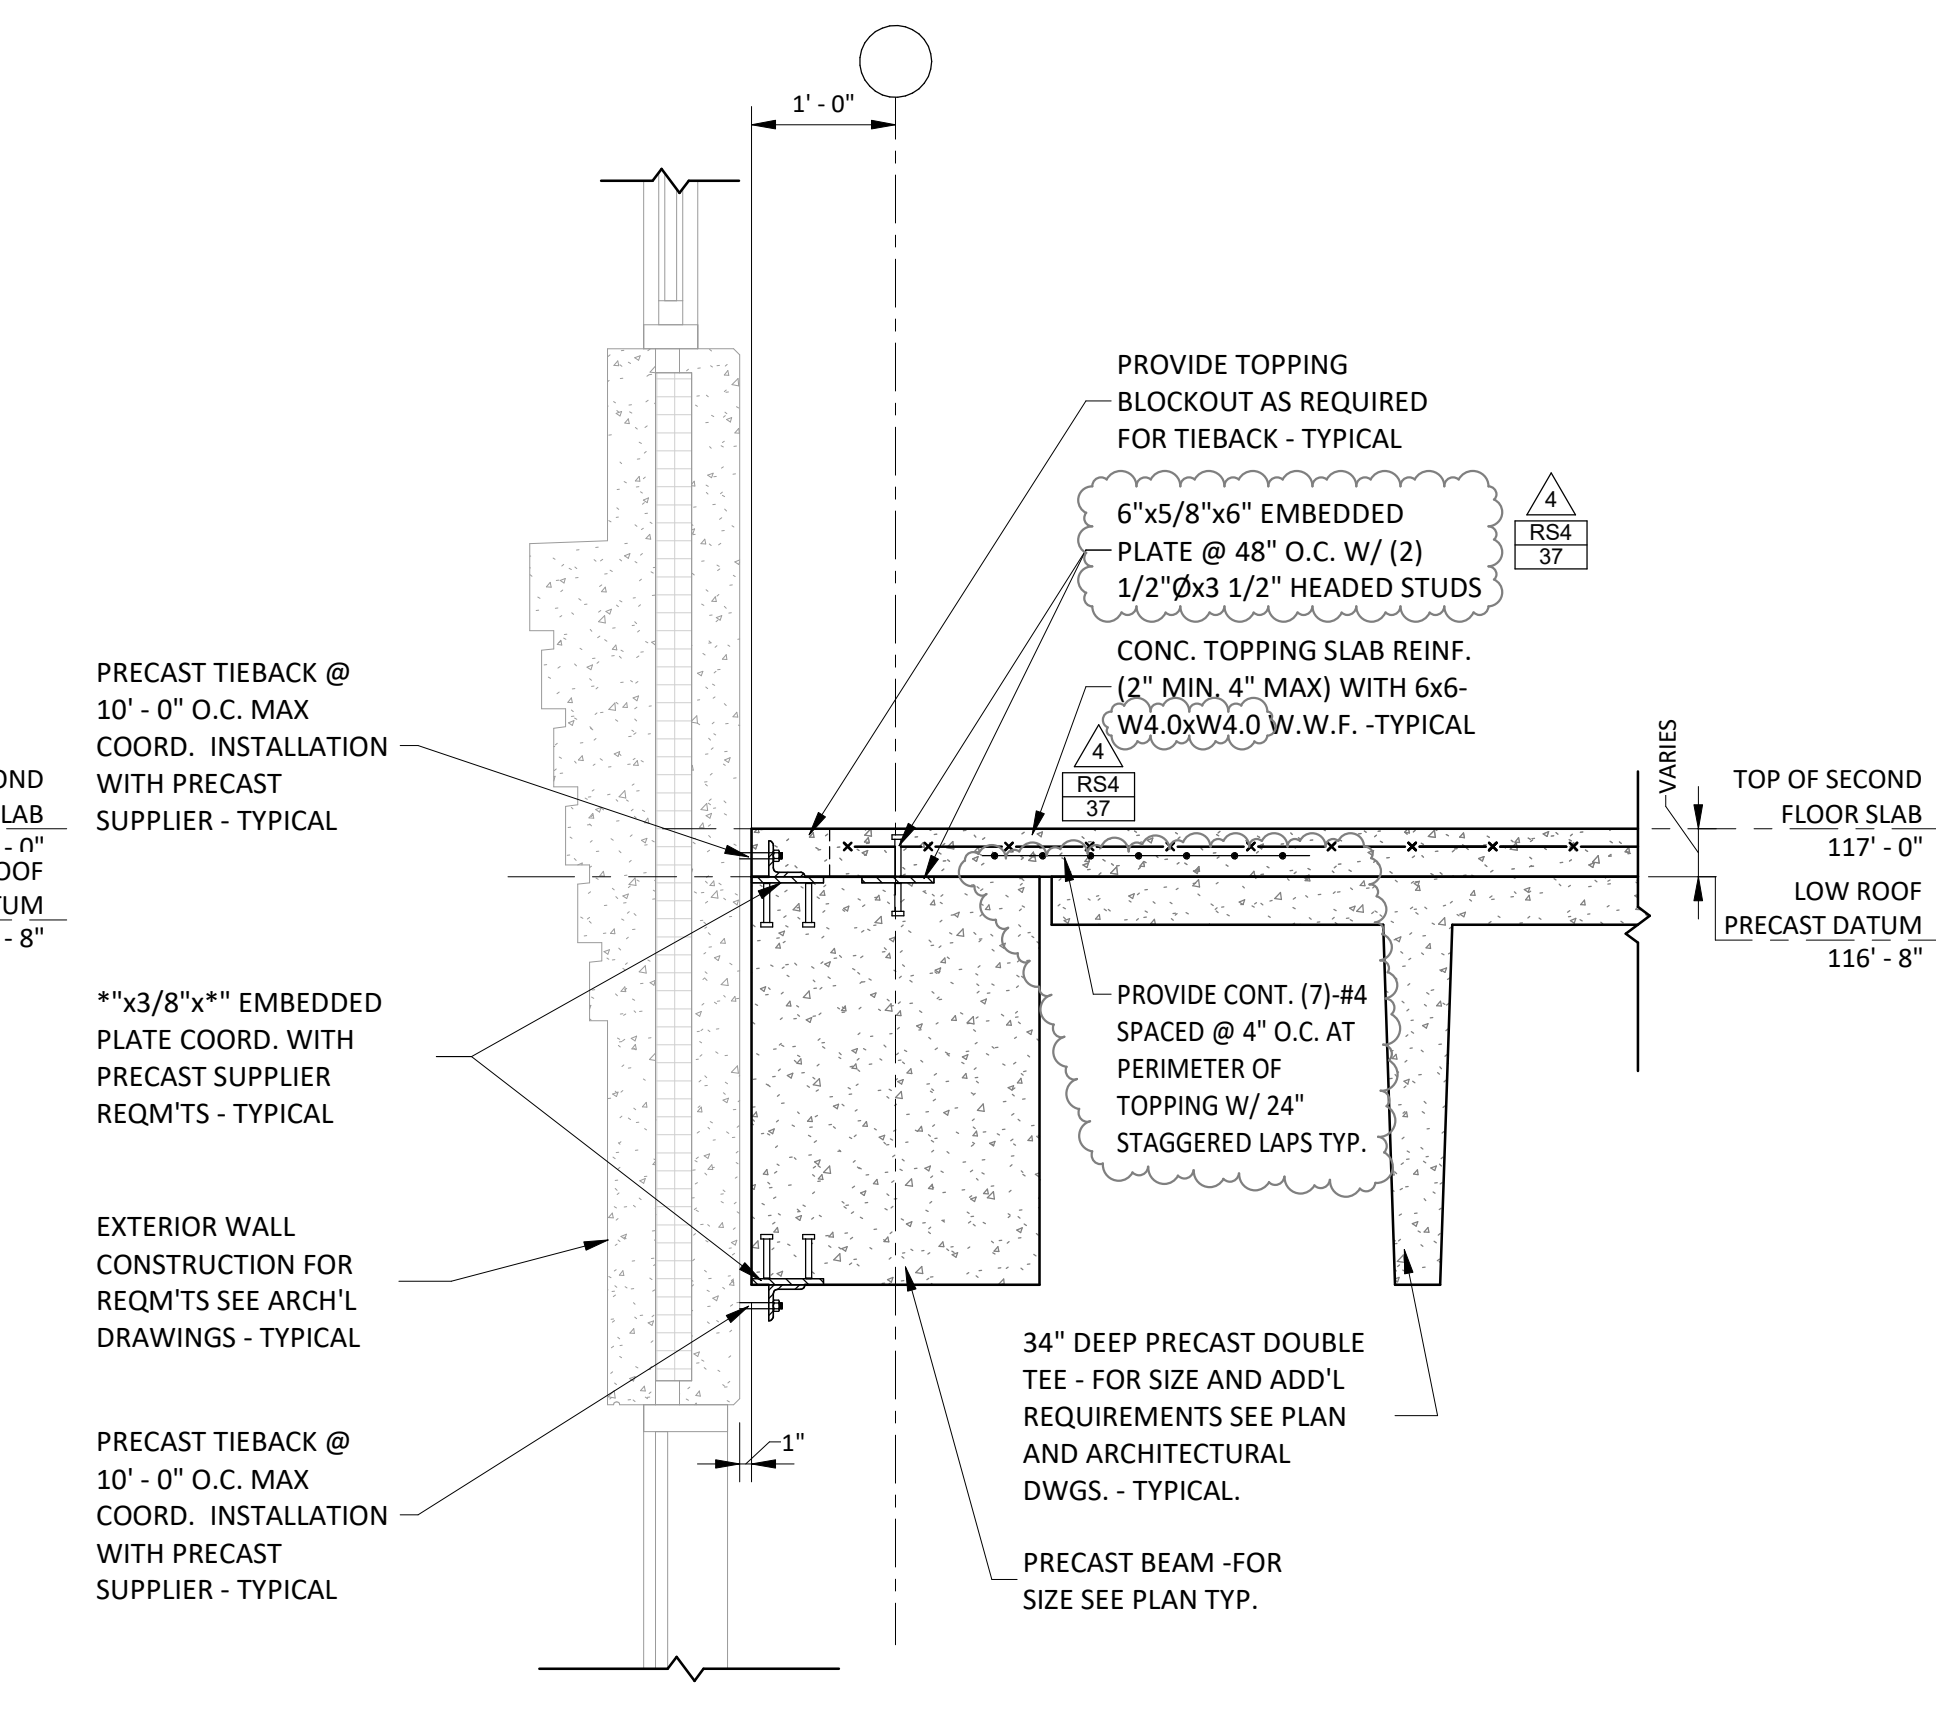 1' - 0"
PROVIDE TOPPING
BLOCKOUT AS REQUIRED
FOR TIEBACK - TYPICAL
6"x5/8"x6" EMBEDDED
PLATE @ 48" O.C. W/ (2)
1/2"Øx3 1/2" HEADED STUDS
4
RS4
37
CONC. TOPPING SLAB REINF.
(2" MIN. 4" MAX) WITH 6x6-
W4.0xW4.0 W.W.F. -TYPICAL
4
RS4
37
PRECAST TIEBACK @
10' - 0" O.C. MAX
COORD.  INSTALLATION
WITH PRECAST
SUPPLIER - TYPICAL
OND
LAB
- 0"
OOF
TUM
- 8"
VARIES
TOP OF SECOND
FLOOR SLAB
117' - 0"
LOW ROOF
PRECAST DATUM
116' - 8"
*"x3/8"x*" EMBEDDED
PLATE COORD. WITH
PRECAST SUPPLIER
REQM'TS - TYPICAL
PROVIDE CONT. (7)-#4
SPACED @ 4" O.C. AT
PERIMETER OF
TOPPING W/ 24"
STAGGERED LAPS TYP.
EXTERIOR WALL
CONSTRUCTION FOR
REQM'TS SEE ARCH'L
DRAWINGS - TYPICAL
34" DEEP PRECAST DOUBLE
TEE - FOR SIZE AND ADD'L
REQUIREMENTS SEE PLAN
AND ARCHITECTURAL
DWGS. - TYPICAL.
1"
PRECAST TIEBACK @
10' - 0" O.C. MAX
COORD.  INSTALLATION
WITH PRECAST
SUPPLIER - TYPICAL
PRECAST BEAM -FOR
SIZE SEE PLAN TYP.